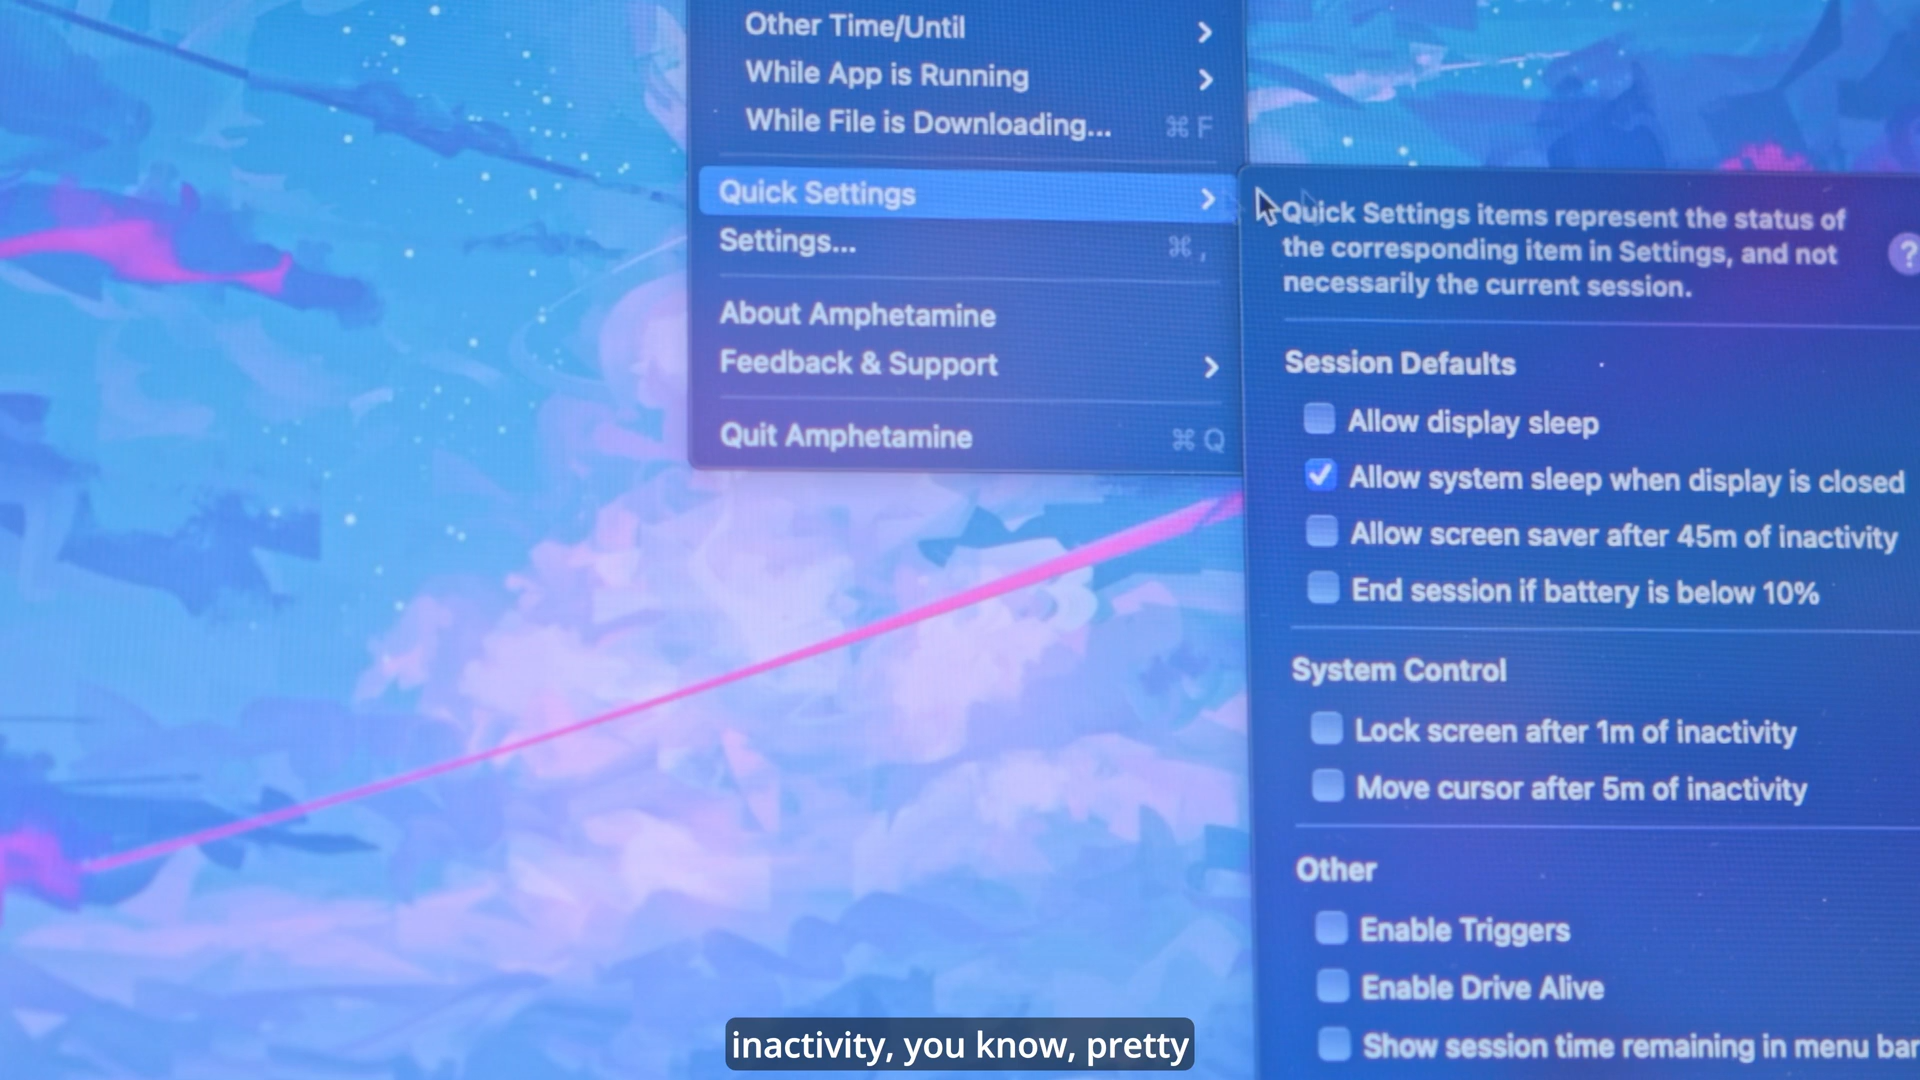 Other Time/Until
While App is Running
While File is Downloading... ⌘ F
Quick Settings
Settings... ⌘ ,
About Amphetamine
Feedback & Support
Quit Amphetamine ⌘ Q
Quick Settings items represent the status of
the corresponding item in Settings, and not
necessarily the current session.
?
Session Defaults
Allow display sleep
Allow system sleep when display is closed
Allow screen saver after 45m of inactivity
End session if battery is below 10%
System Control
Lock screen after 1m of inactivity
Move cursor after 5m of inactivity
Other
Enable Triggers
Enable Drive Alive
Show session time remaining in menu bar
inactivity, you know, pretty